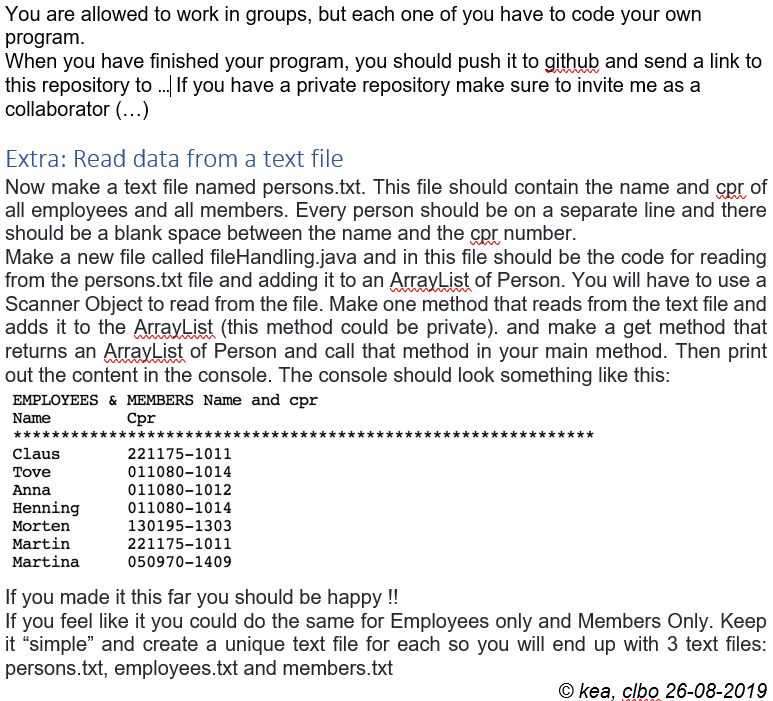 You are allowed to work in groups, but each one of you have to code your own
program.
When you have finished your program, you should push it to github and send a link to
this repository to ... If you have a private repository make sure to invite me as a
collaborator (...)
Extra: Read data from a text file
Now make a text file named persons.txt. This file should contain the name and cpr of
all employees and all members. Every person should be on a separate line and there
should be a blank space between the name and the cpr number.
Make a new file called fileHandling.java and in this file should be the code for reading
from the persons.txt file and adding it to an ArrayList of Person. You will have to use a
Scanner Object to read from the file. Make one method that reads from the text file and
adds it to the ArrayList (this method could be private). and make a get method that
returns an ArrayList of Person and call that method in your main method. Then print
out the content in the console. The console should look something like this:
EMPLOYEES & MEMBERS Name and cpr
Name Cpr
*************************************************************
Claus 221175-1011
Tove 011080-1014
Anna 011080-1012
Henning 011080-1014
Morten 130195-1303
Martin 221175-1011
Martina 050970-1409
If you made it this far you should be happy !!
If you feel like it you could do the same for Employees only and Members Only. Keep
it “simple” and create a unique text file for each so you will end up with 3 text files:
persons.txt, employees.txt and members.txt
© kea, clbo 26-08-2019